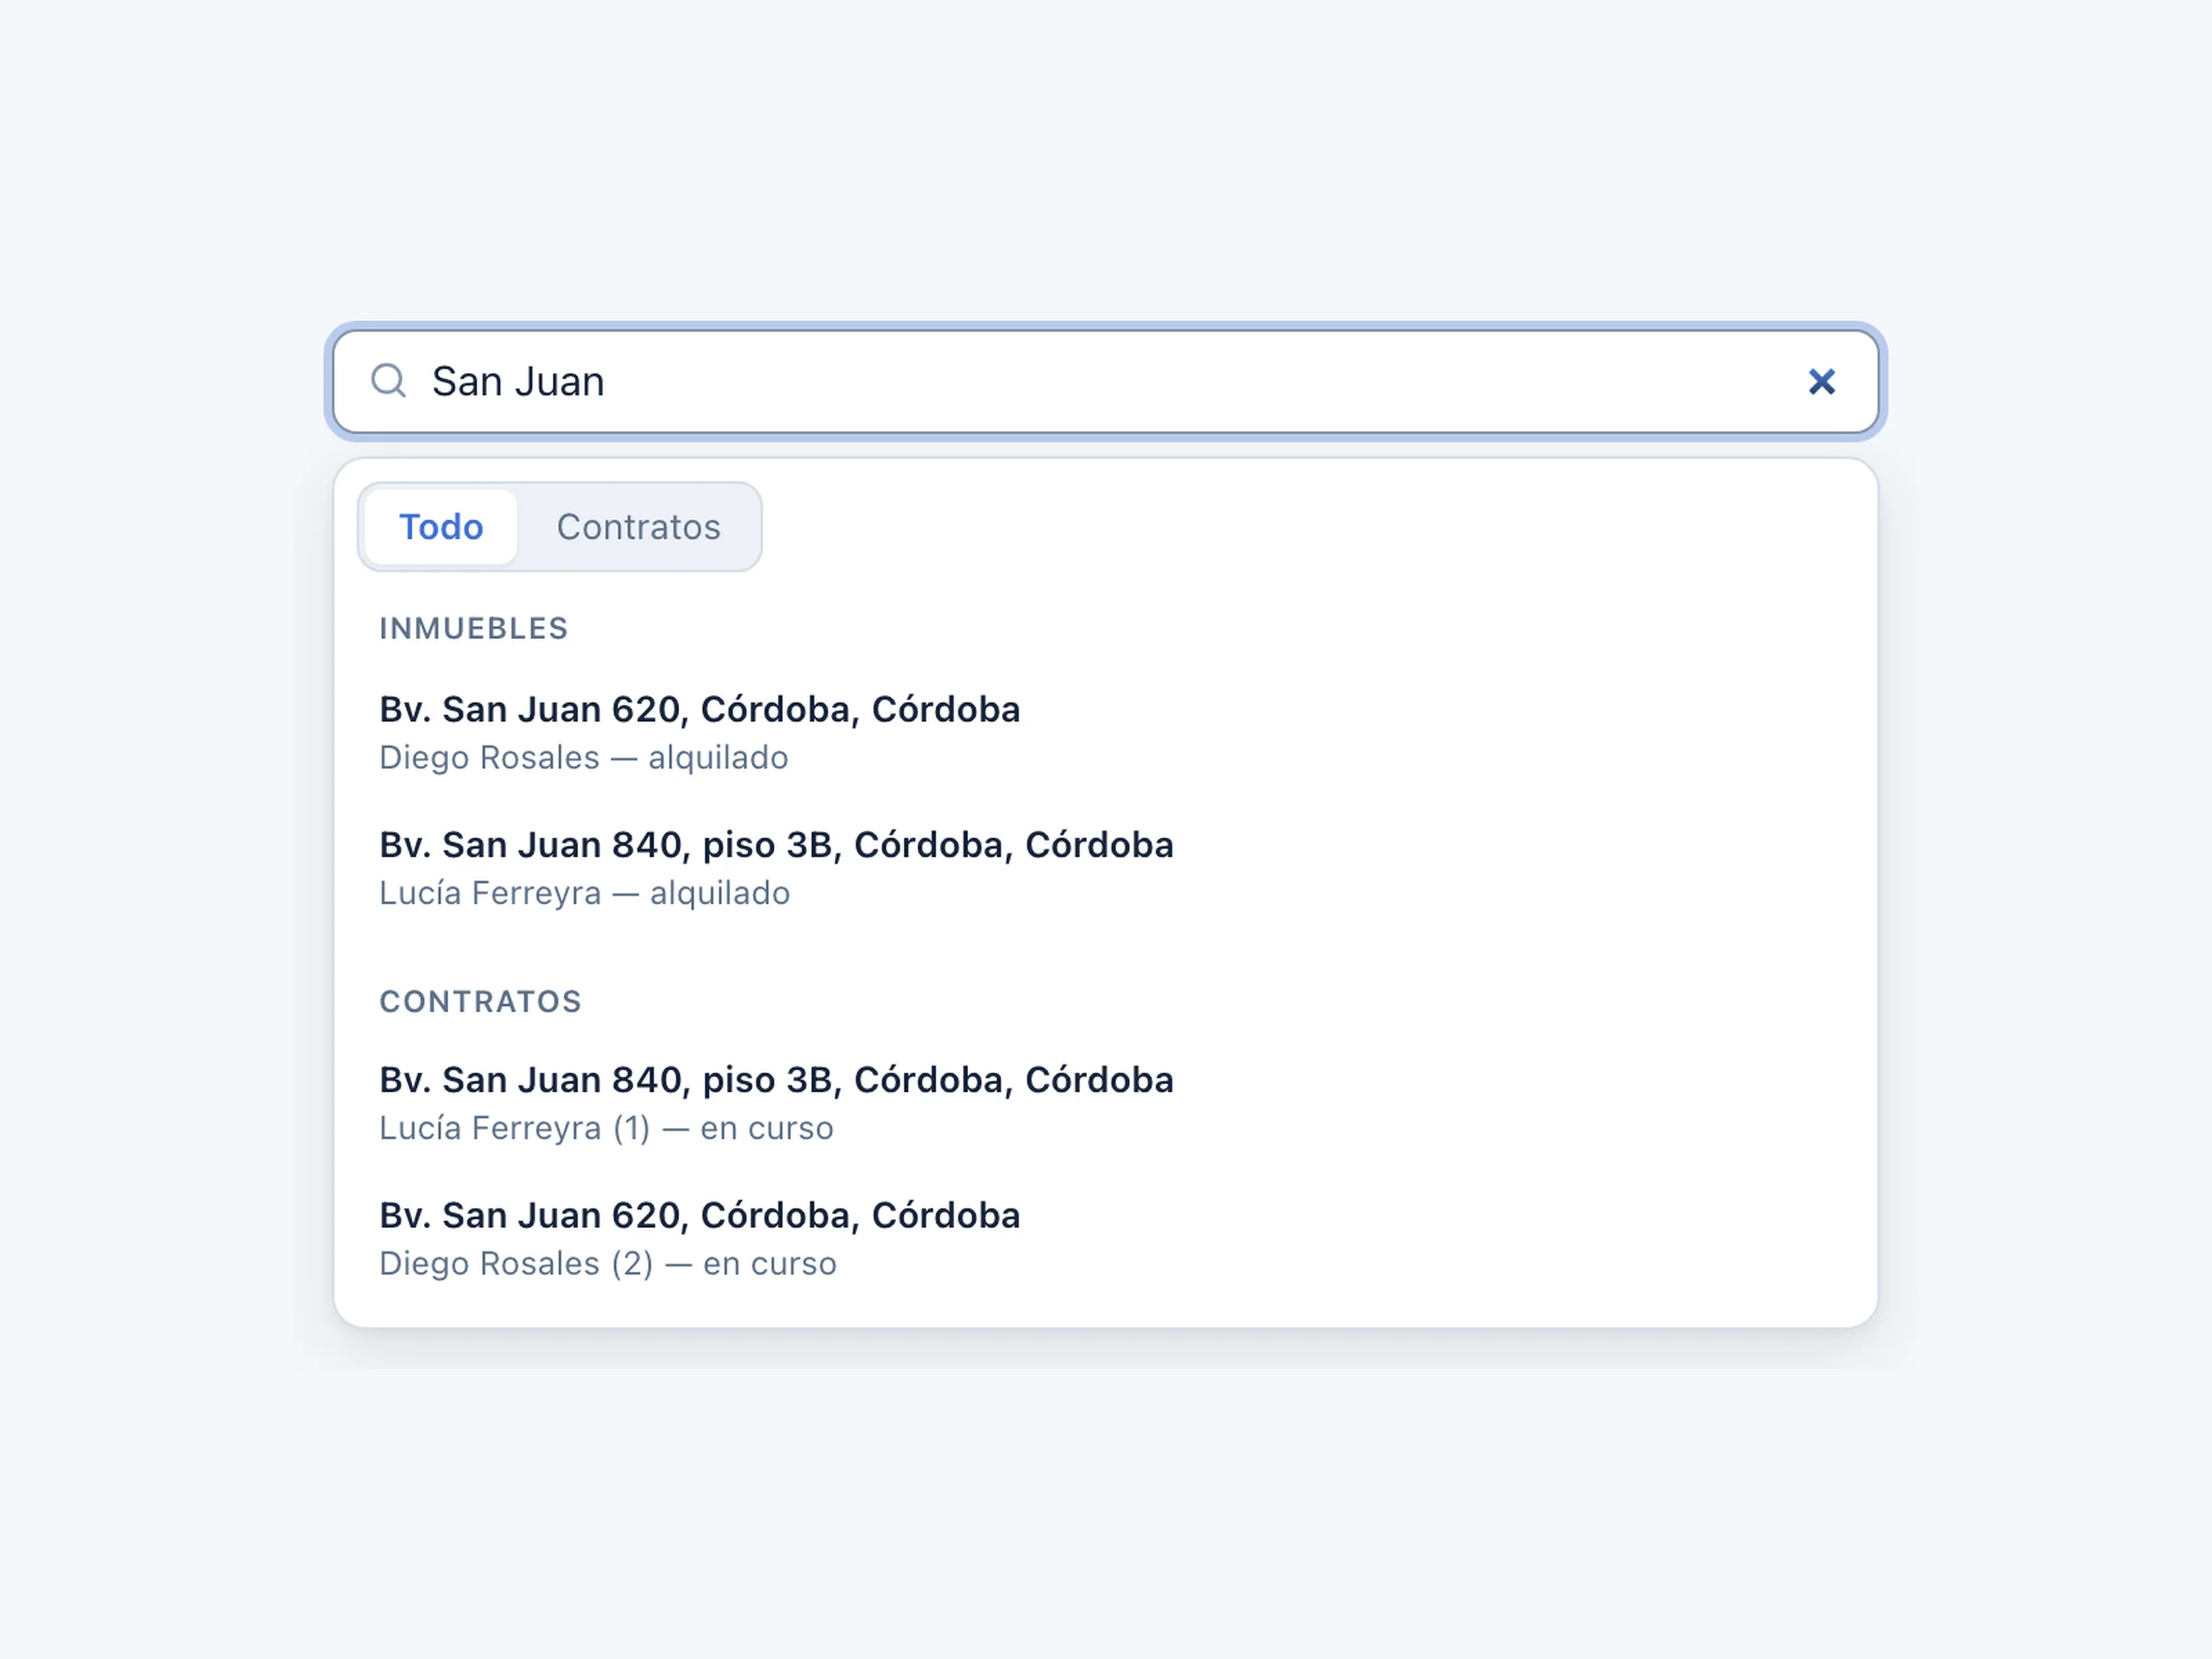 San Juan
Todo
Contratos
INMUEBLES
Bv. San Juan 620, Córdoba, Córdoba
Diego Rosales — alquilado
Bv. San Juan 840, piso 3B, Córdoba, Córdoba
Lucía Ferreyra — alquilado
CONTRATOS
Bv. San Juan 840, piso 3B, Córdoba, Córdoba
Lucía Ferreyra (1) — en curso
Bv. San Juan 620, Córdoba, Córdoba
Diego Rosales (2) — en curso